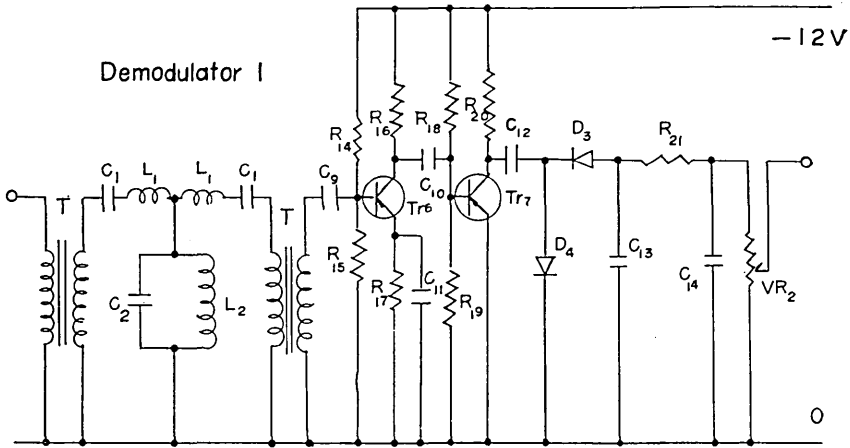 −12V
Demodulator 1
R14
R16
R18
R20
C12
D3
R21
C1
L1
L1
C1
C9
T
T
C10
Tr6
Tr7
R15
C2
L2
R17
C11
R19
D4
C13
C14
VR2
0